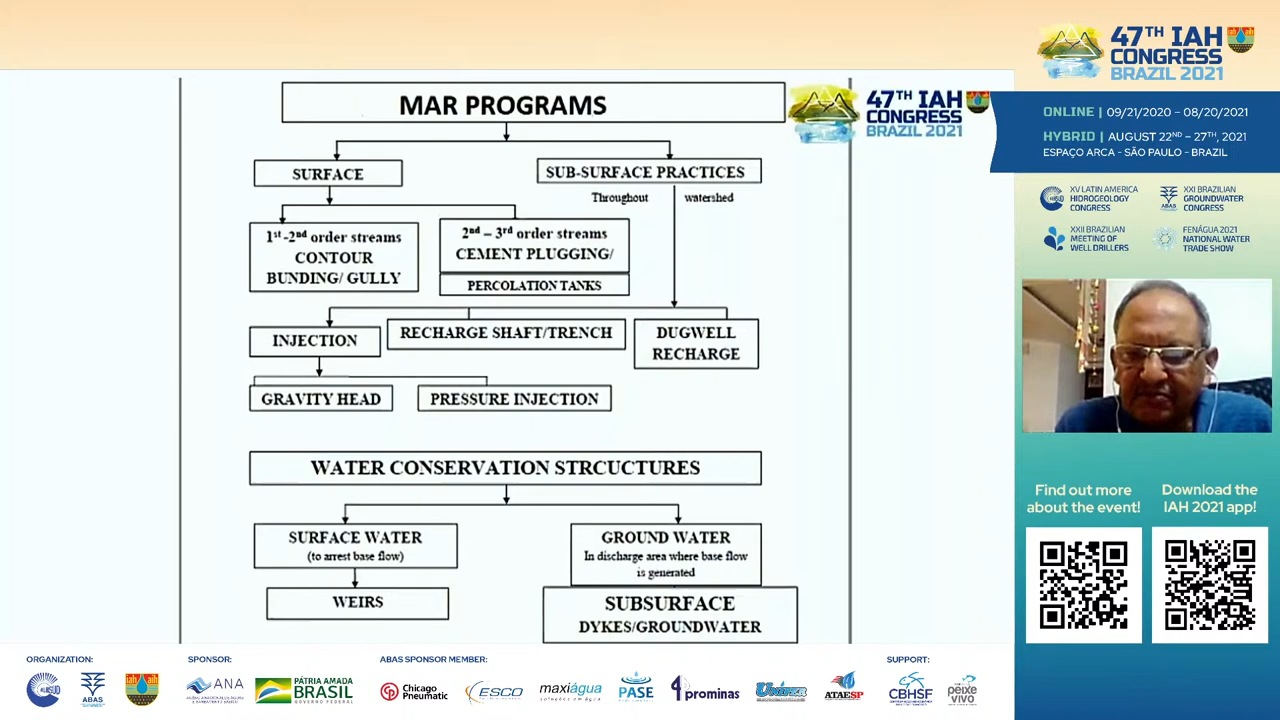 MAR PROGRAMS
SURFACE
SUB-SURFACE PRACTICES
Throughout watershed
1st -2nd order streams
CONTOUR
BUNDING/ GULLY
2nd – 3rd order streams
CEMENT PLUGGING/
PERCOLATION TANKS
INJECTION
RECHARGE SHAFT/TRENCH
DUGWELL
RECHARGE
GRAVITY HEAD
PRESSURE INJECTION
WATER CONSERVATION STRCUCTURES
SURFACE WATER
(to arrest base flow)
WEIRS
GROUND WATER
In discharge area where base flow
is generated
SUBSURFACE
DYKES/GROUNDWATER
47TH IAH
CONGRESS
BRAZIL 2021
47TH IAH
CONGRESS
BRAZIL 2021
ONLINE | 09/21/2020 – 08/20/2021
HYBRID | AUGUST 22ND – 27TH, 2021
ESPAÇO ARCA - SÃO PAULO - BRAZIL
XV LATIN AMERICA
HIDROGEOLOGY
CONGRESS
XXI BRAZILIAN
GROUNDWATER
CONGRESS
XXII BRAZILIAN
MEETING OF
WELL DRILLERS
FENÁGUA 2021
NATIONAL WATER
TRADE SHOW
Find out more
about the event!
Download the
IAH 2021 app!
ORGANIZATION:
ABAS
SPONSOR:
ANA
PÁTRIA AMADA
BRASIL
GOVERNO FEDERAL
ABAS SPONSOR MEMBER:
Chicago
Pneumatic
ESCO
maxiágua
soluções em água
PASE
prominas
UNIPER
ATAESP
SUPPORT:
CBHSF
peixe
vivo